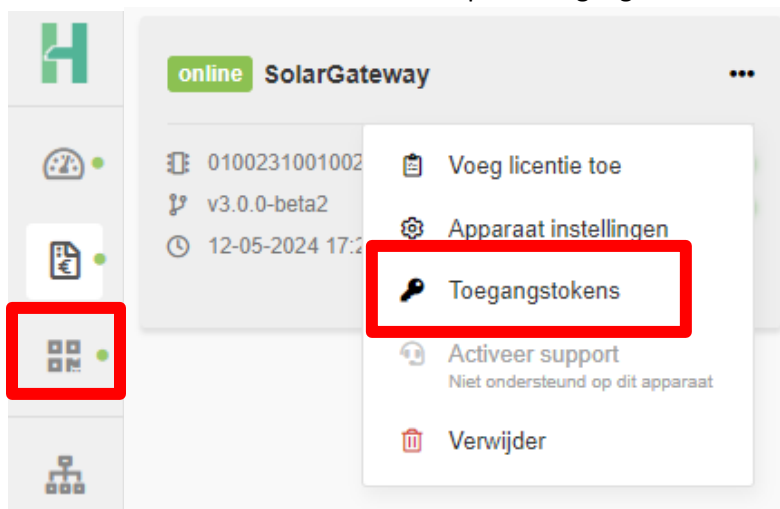 online SolarGateway
0100231001002
v3.0.0-beta2
12-05-2024 17:2
Voeg licentie toe
Apparaat instellingen
Toegangstokens
Activeer support
Niet ondersteund op dit apparaat
Verwijder